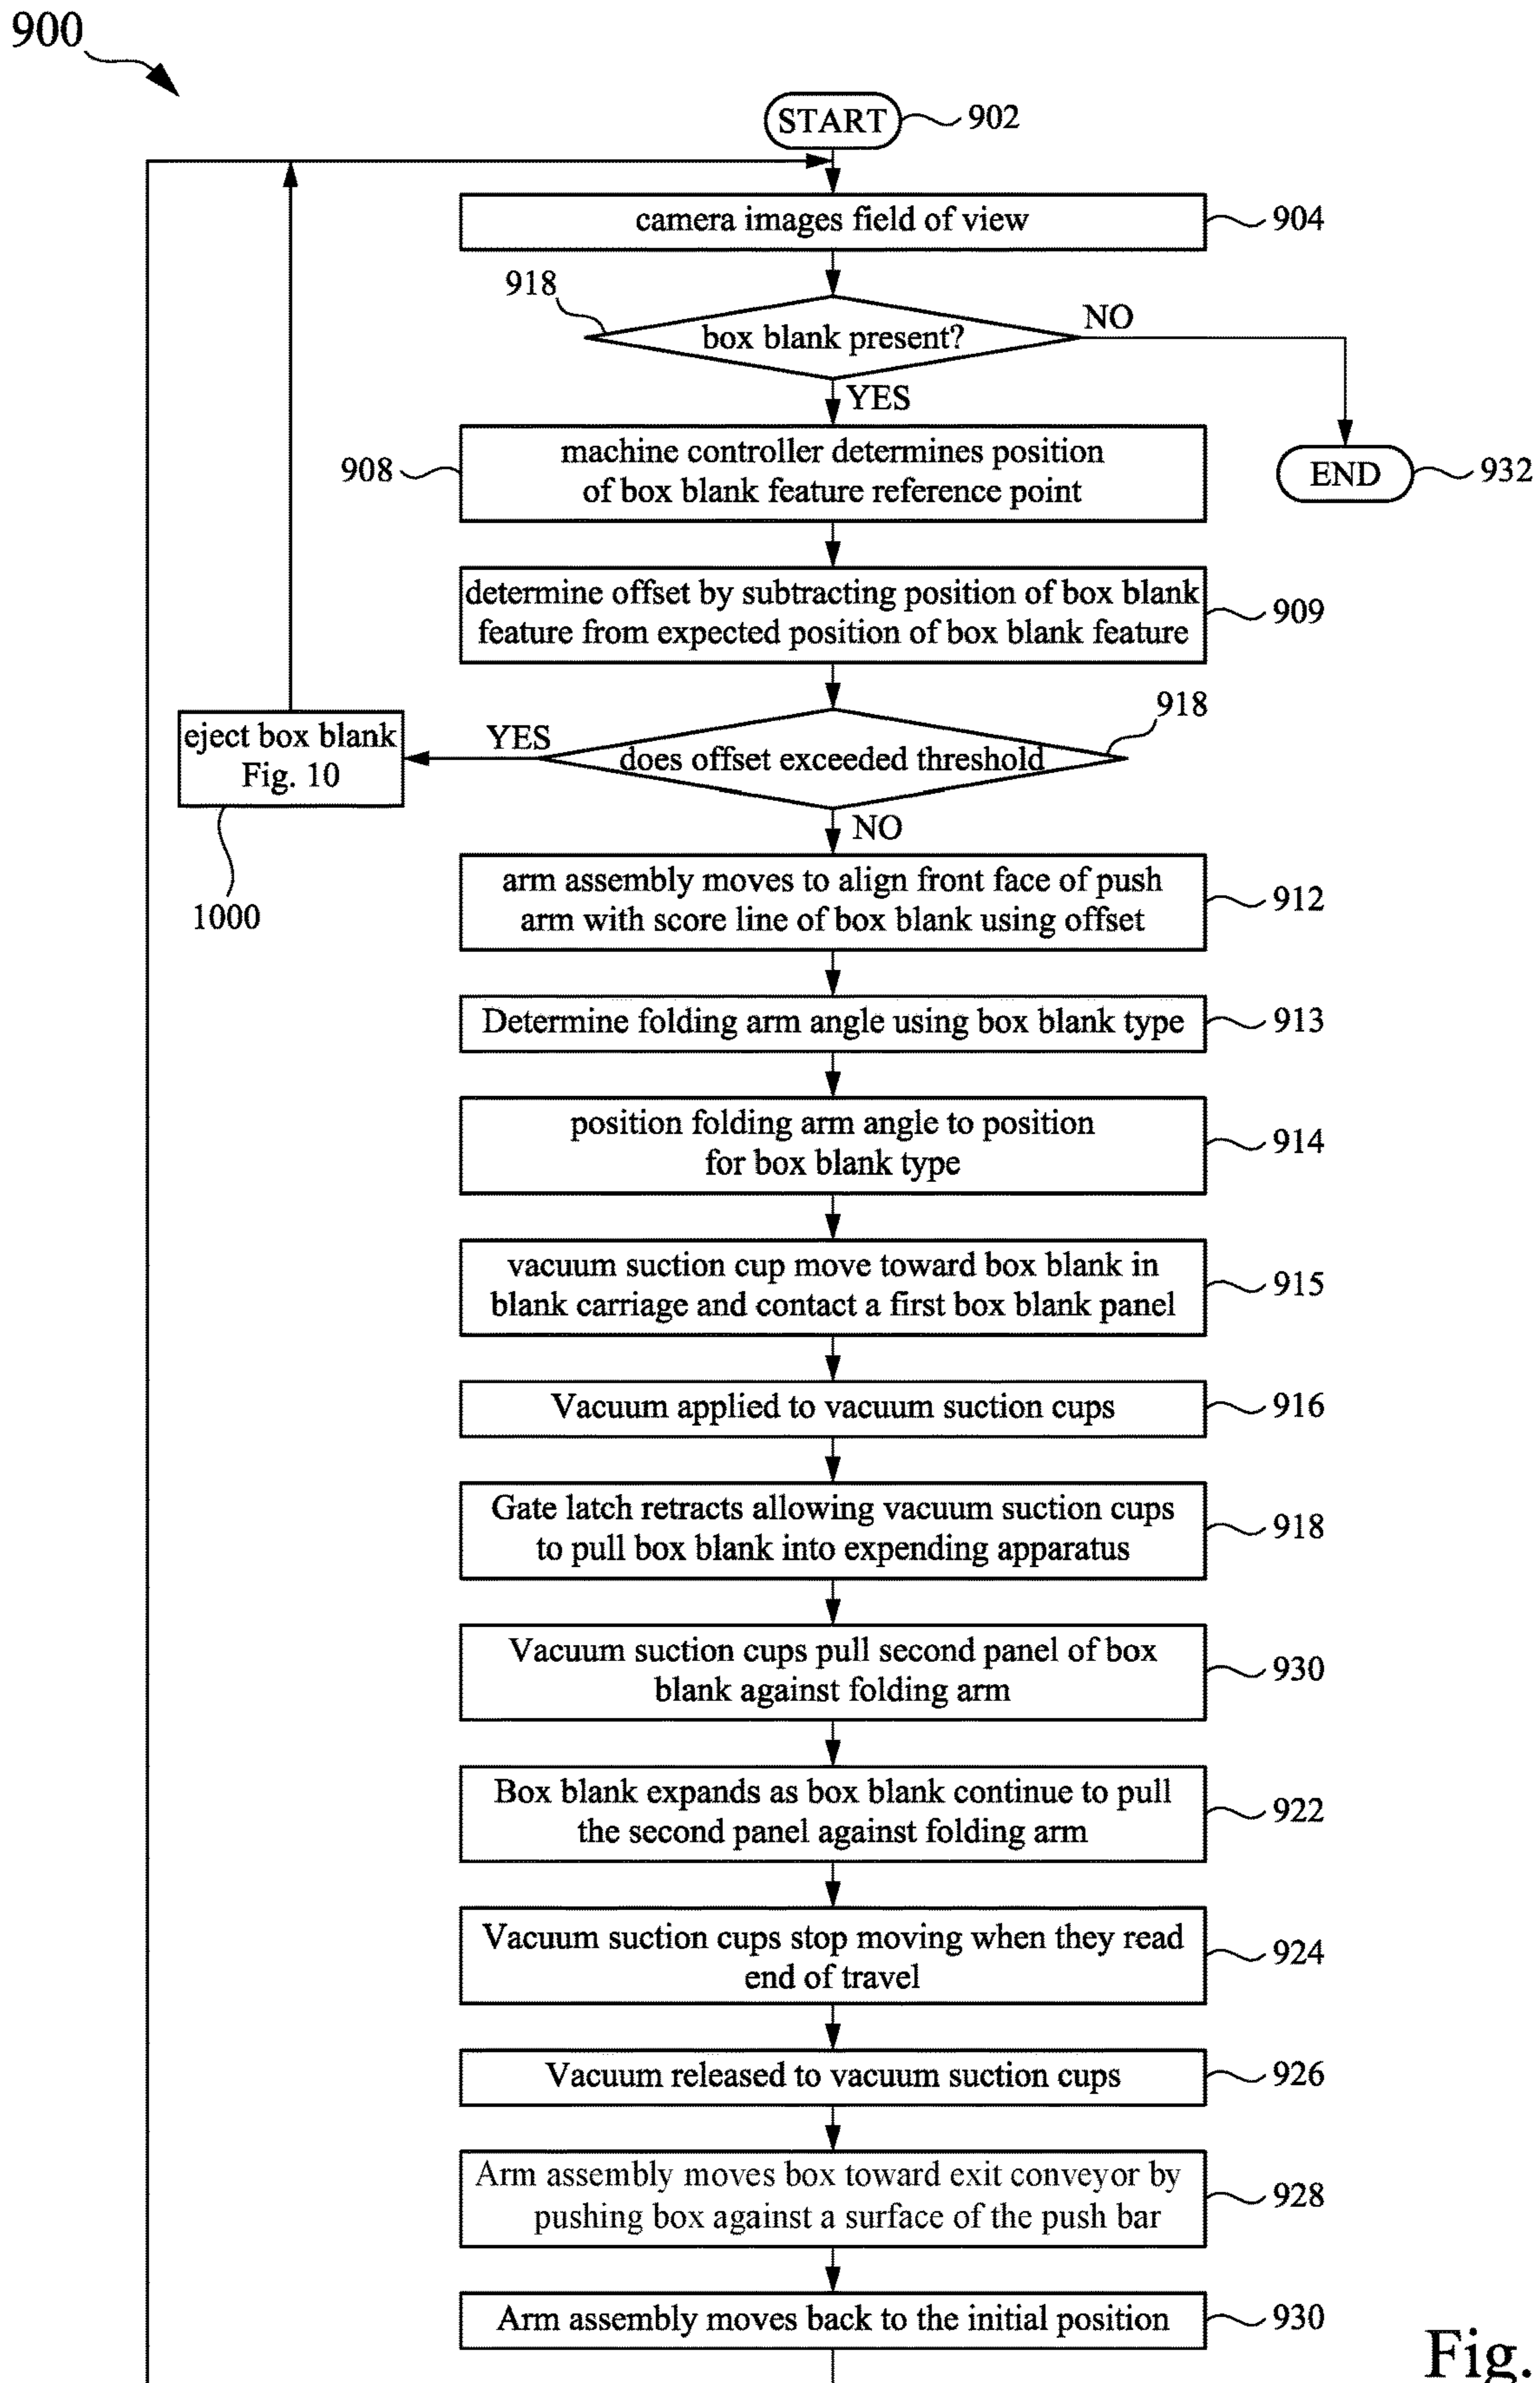 900
START
902
camera images field of view
904
918
box blank present?
NO
YES
machine controller determines position
of box blank feature reference point
908
END
932
determine offset by subtracting position of box blank
feature from expected position of box blank feature
909
918
does offset exceeded threshold
YES
eject box blank
Fig. 10
1000
NO
arm assembly moves to align front face of push
arm with score line of box blank using offset
912
Determine folding arm angle using box blank type
913
position folding arm angle to position
for box blank type
914
vacuum suction cup move toward box blank in
blank carriage and contact a first box blank panel
915
Vacuum applied to vacuum suction cups
916
Gate latch retracts allowing vacuum suction cups
to pull box blank into expending apparatus
918
Vacuum suction cups pull second panel of box
blank against folding arm
930
Box blank expands as box blank continue to pull
the second panel against folding arm
922
Vacuum suction cups stop moving when they read
end of travel
924
Vacuum released to vacuum suction cups
926
Arm assembly moves box toward exit conveyor by
pushing box against a surface of the push bar
928
Arm assembly moves back to the initial position
930
Fig.